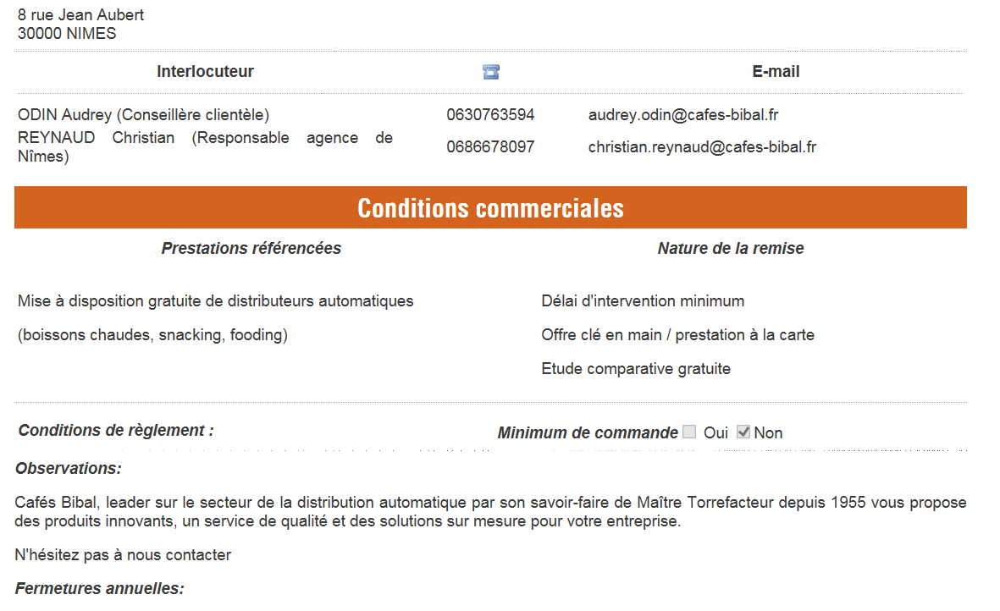 8 rue Jean Aubert
30000 NIMES
Interlocuteur E-mail
ODIN Audrey (Conseillère clientèle) 0630763594 audrey.odin@cafes-bibal.fr
REYNAUD Christian (Responsable agence de
Nîmes) 0686678097 christian.reynaud@cafes-bibal.fr
Conditions commerciales
Prestations référencées Nature de la remise
Mise à disposition gratuite de distributeurs automatiques Délai d'intervention minimum
(boissons chaudes, snacking, fooding) Offre clé en main / prestation à la carte
Etude comparative gratuite
Conditions de règlement : Minimum de commande Oui Non
Observations:
Cafés Bibal, leader sur le secteur de la distribution automatique par son savoir-faire de Maître Torrefacteur depuis 1955 vous propose
des produits innovants, un service de qualité et des solutions sur mesure pour votre entreprise.
N'hésitez pas à nous contacter
Fermetures annuelles: